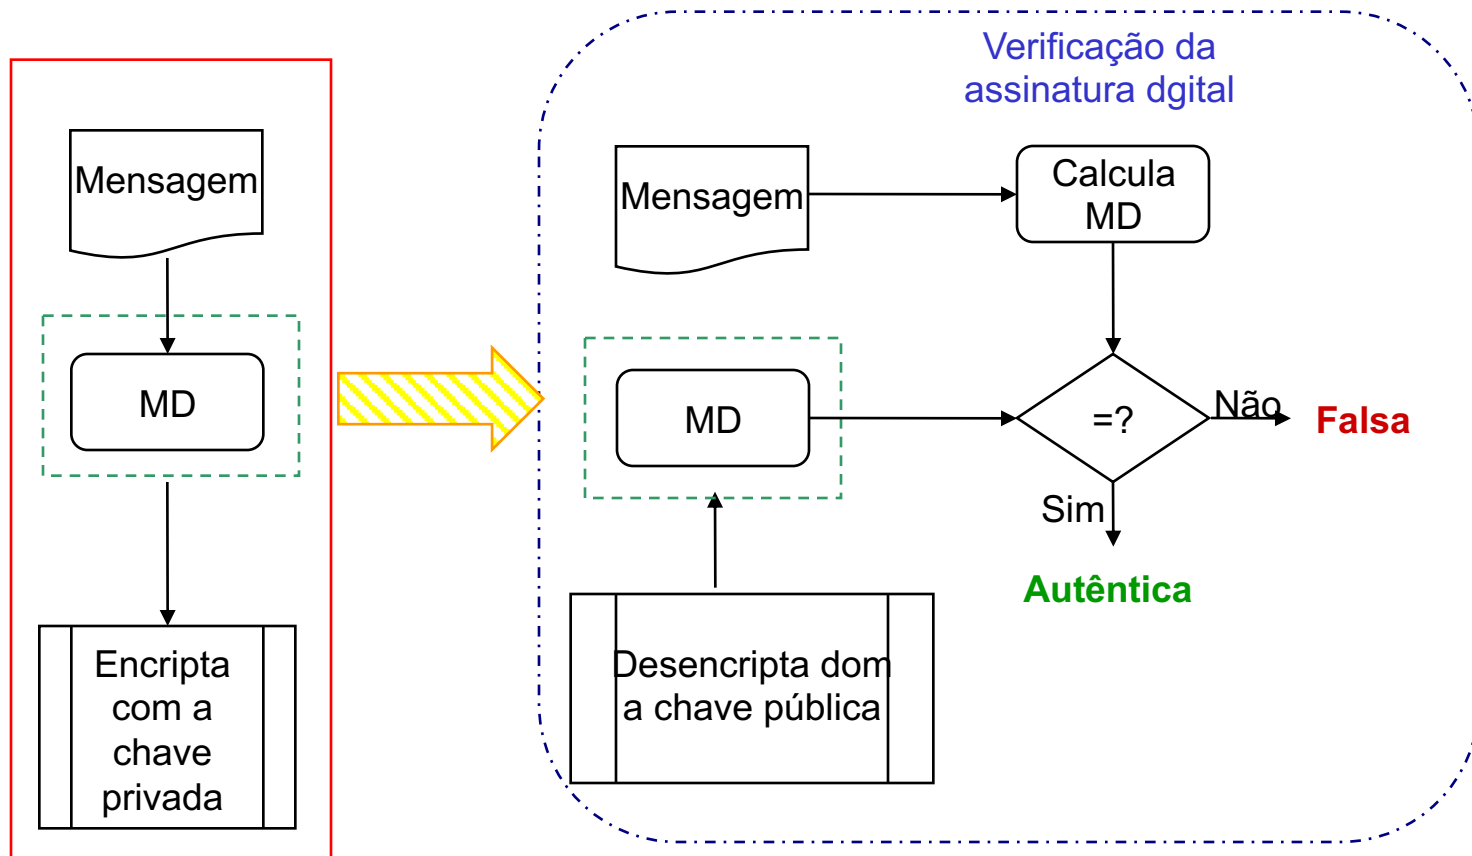 Mensagem
MD
Encripta
com a
chave
privada
Verificação da
assinatura dgital
Mensagem
Calcula
MD
MD
=?
Não
Falsa
Sim
Autêntica
Desencripta dom
a chave pública